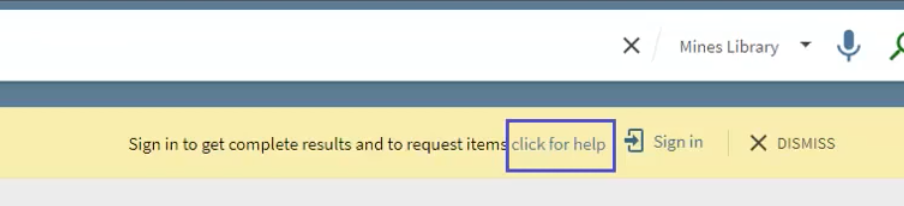 Mines Library
Sign in to get complete results and to request items click for help Sign in DISMISS